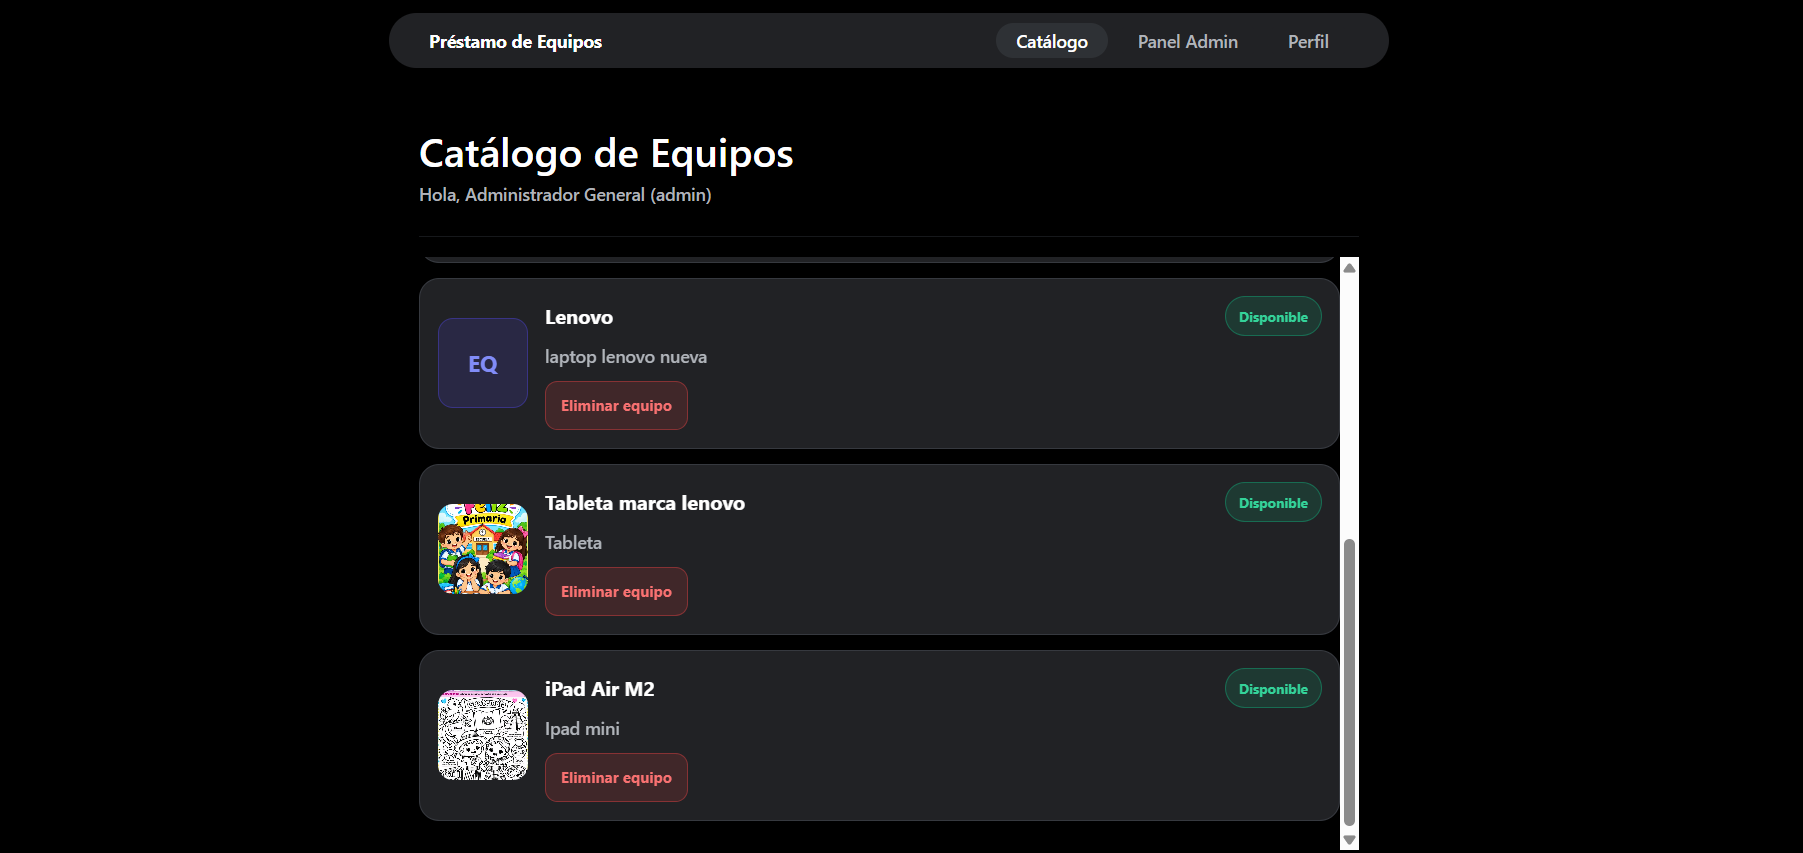 Préstamo de Equipos
Catálogo
Panel Admin
Perfil
Catálogo de Equipos
Hola, Administrador General (admin)
EQ
Lenovo
laptop lenovo nueva
Eliminar equipo
Disponible
Primaria
Tableta marca lenovo
Tableta
Eliminar equipo
Disponible
iPad Air M2
Ipad mini
Eliminar equipo
Disponible